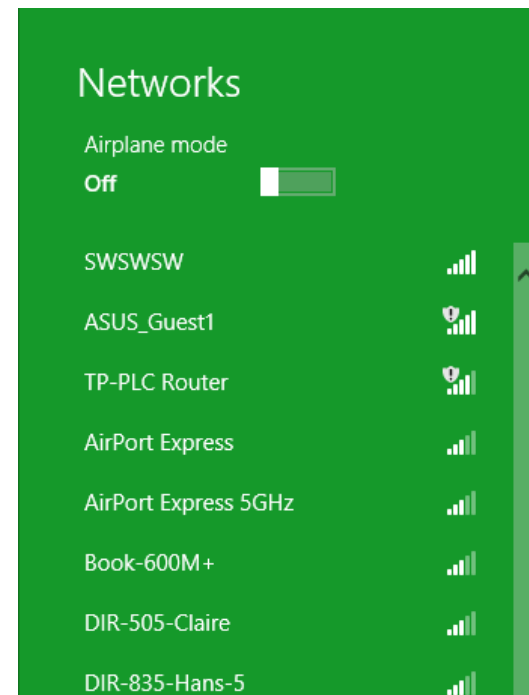 Networks
Airplane mode
Off
SWSWSW
ASUS_Guest1
TP-PLC Router
AirPort Express
AirPort Express 5GHz
Book-600M+
DIR-505-Claire
DIR-835-Hans-5